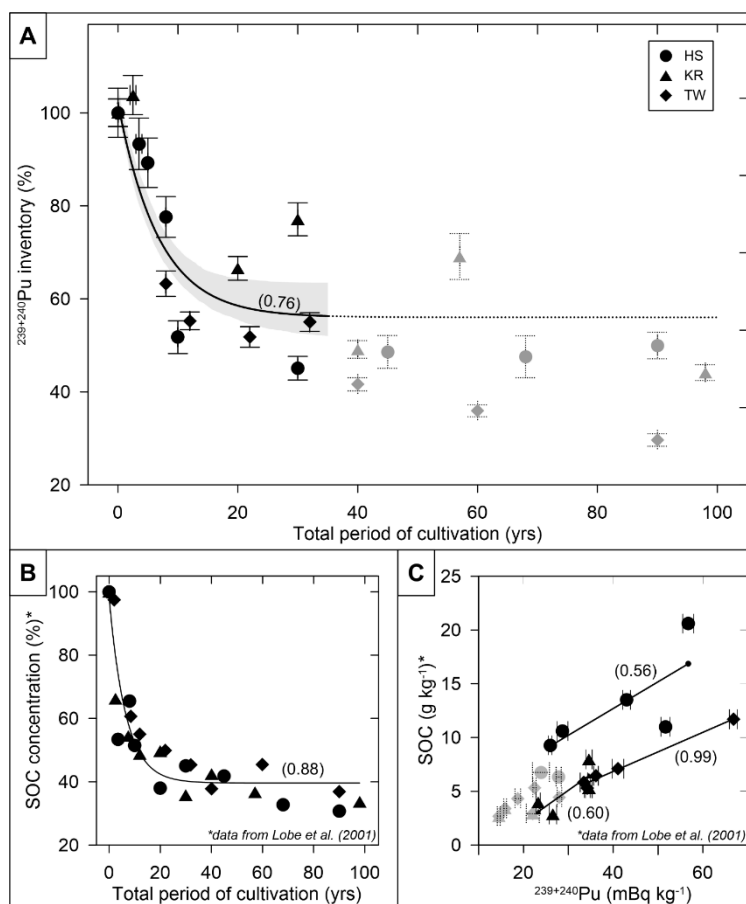 A
HS
KR
TW
239+240Pu inventory (%)
100
80
60
40
20
(0.76)
0 20 40 60 80 100
Total period of cultivation (yrs)
B
SOC concentration (%)*
100
80
60
40
20
(0.88)
*data from Lobe et al. (2001)
0 20 40 60 80 100
Total period of cultivation (yrs)
C
SOC (g kg-1)*
25
20
15
10
5
0
(0.56)
(0.99)
(0.60)
*data from Lobe et al. (2001)
20 40 60
239+240Pu (mBq kg-1)